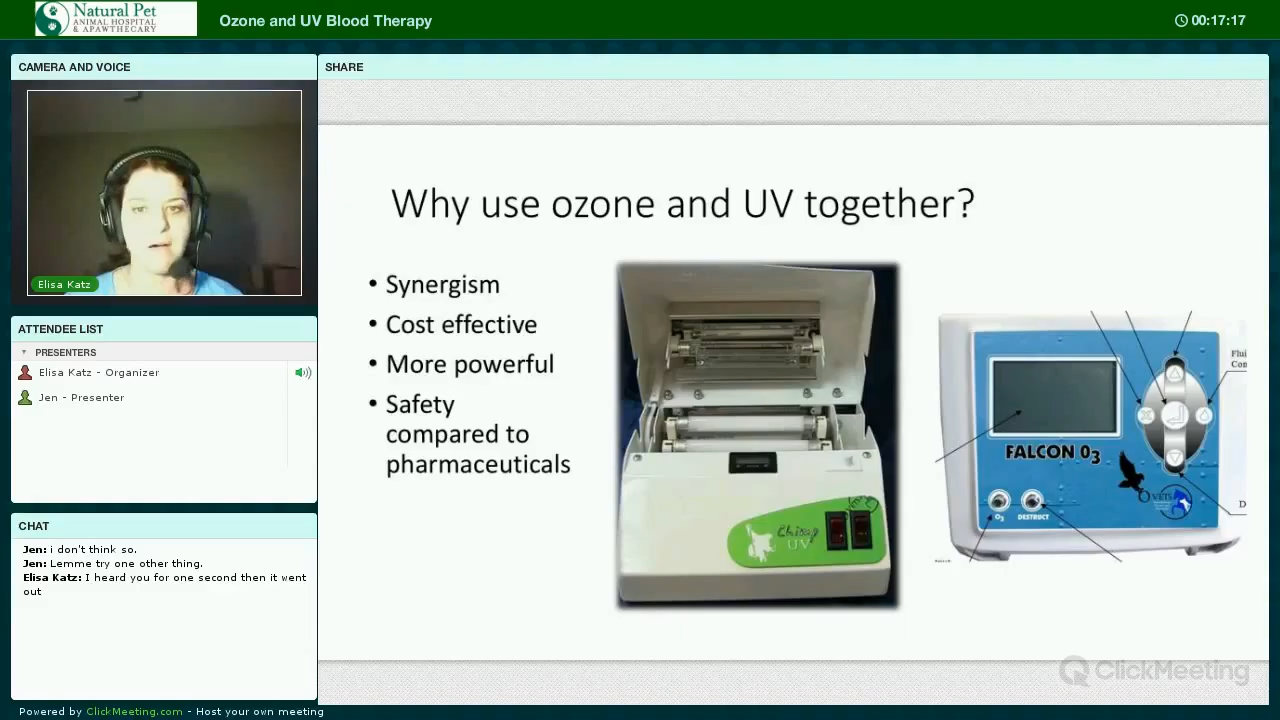 Natural Pet
ANIMAL HOSPITAL
& APAWTHECARY
Ozone and UV Blood Therapy
00:17:17
CAMERA AND VOICE
Elisa Katz
ATTENDEE LIST
PRESENTERS
Elisa Katz - Organizer
Jen - Presenter
CHAT
Jen: i don't think so.
Jen: Lemme try one other thing.
Elisa Katz: I heard you for one second then it went
out
SHARE
Why use ozone and UV together?
• Synergism
• Cost effective
• More powerful
• Safety
compared to
pharmaceuticals
UV
Flui
Con
FALCON O3
O VETS
O3
DESTRUCT
D
ClickMeeting
Powered by ClickMeeting.com - Host your own meeting